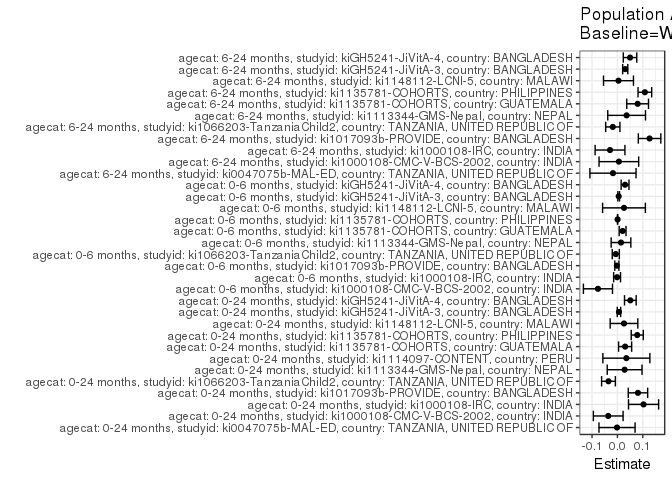 Population
Baseline=W
agecat: 6-24 months, studyid: kiGH5241-JiVitA-4, country: BANGLADESH
agecat: 6-24 months, studyid: kiGH5241-JiVitA-3, country: BANGLADESH
agecat: 6-24 months, studyid: ki1148112-LCNI-5, country: MALAWI
agecat: 6-24 months, studyid: ki1135781-COHORTS, country: PHILIPPINES
agecat: 6-24 months, studyid: ki1135781-COHORTS, country: GUATEMALA
agecat: 6-24 months, studyid: ki1113344-GMS-Nepal, country: NEPAL
agecat: 6-24 months, studyid: ki1066203-TanzaniaChild2, country: TANZANIA, UNITED REPUBLIC OF
agecat: 6-24 months, studyid: ki1017093b-PROVIDE, country: BANGLADESH
agecat: 6-24 months, studyid: ki1000108-IRC, country: INDIA
agecat: 6-24 months, studyid: ki1000108-CMC-V-BCS-2002, country: INDIA
agecat: 6-24 months, studyid: ki0047075b-MAL-ED, country: TANZANIA, UNITED REPUBLIC OF
agecat: 0-6 months, studyid: kiGH5241-JiVitA-4, country: BANGLADESH
agecat: 0-6 months, studyid: kiGH5241-JiVitA-3, country: BANGLADESH
agecat: 0-6 months, studyid: ki1148112-LCNI-5, country: MALAWI
agecat: 0-6 months, studyid: ki1135781-COHORTS, country: PHILIPPINES
agecat: 0-6 months, studyid: ki1135781-COHORTS, country: GUATEMALA
agecat: 0-6 months, studyid: ki1113344-GMS-Nepal, country: NEPAL
agecat: 0-6 months, studyid: ki1066203-TanzaniaChild2, country: TANZANIA, UNITED REPUBLIC OF
agecat: 0-6 months, studyid: ki1017093b-PROVIDE, country: BANGLADESH
agecat: 0-6 months, studyid: ki1000108-IRC, country: INDIA
agecat: 0-6 months, studyid: ki1000108-CMC-V-BCS-2002, country: INDIA
agecat: 0-24 months, studyid: kiGH5241-JiVitA-4, country: BANGLADESH
agecat: 0-24 months, studyid: kiGH5241-JiVitA-3, country: BANGLADESH
agecat: 0-24 months, studyid: ki1148112-LCNI-5, country: MALAWI
agecat: 0-24 months, studyid: ki1135781-COHORTS, country: PHILIPPINES
agecat: 0-24 months, studyid: ki1135781-COHORTS, country: GUATEMALA
agecat: 0-24 months, studyid: ki1114097-CONTENT, country: PERU
agecat: 0-24 months, studyid: ki1113344-GMS-Nepal, country: NEPAL
agecat: 0-24 months, studyid: ki1066203-TanzaniaChild2, country: TANZANIA, UNITED REPUBLIC OF
agecat: 0-24 months, studyid: ki1017093b-PROVIDE, country: BANGLADESH
agecat: 0-24 months, studyid: ki1000108-IRC, country: INDIA
agecat: 0-24 months, studyid: ki1000108-CMC-V-BCS-2002, country: INDIA
agecat: 0-24 months, studyid: ki0047075b-MAL-ED, country: TANZANIA, UNITED REPUBLIC OF
-0.1 0.0 0.1
Estimate